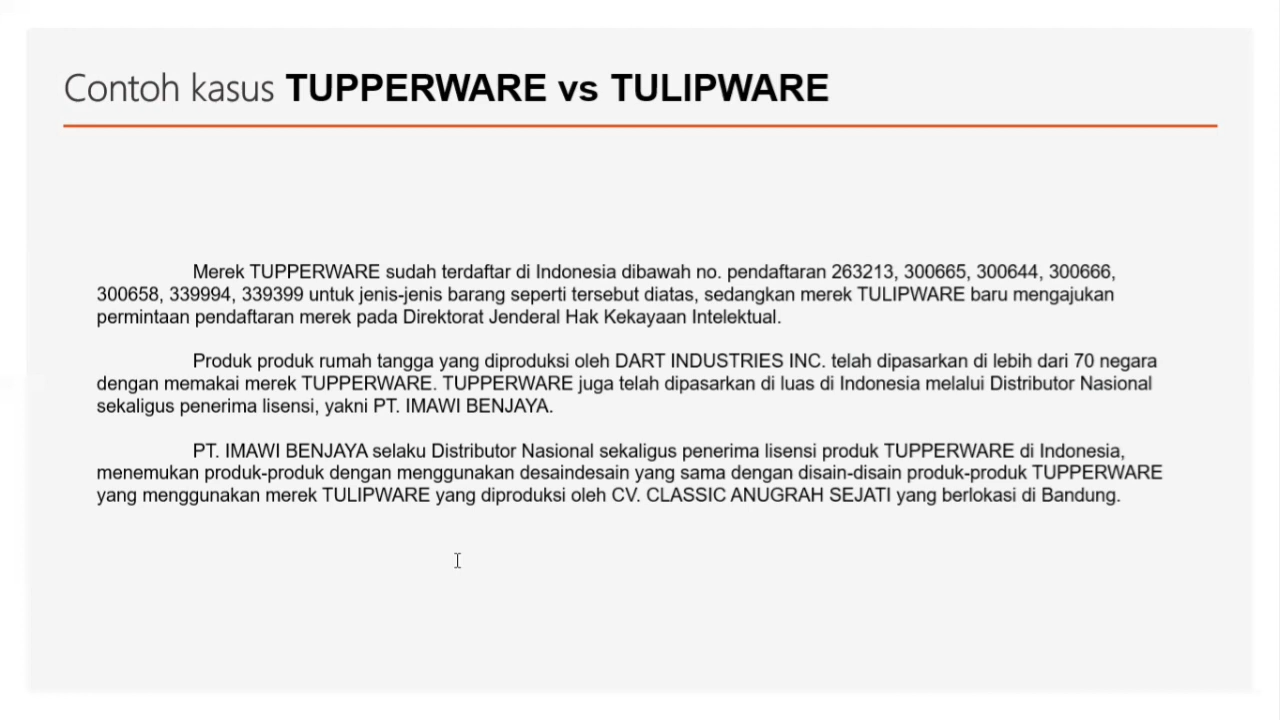 Contoh kasus TUPPERWARE vs TULIPWARE
Merek TUPPERWARE sudah terdaftar di Indonesia dibawah no. pendaftaran 263213, 300665, 300644, 300666,
300658, 339994, 339399 untuk jenis-jenis barang seperti tersebut diatas, sedangkan merek TULIPWARE baru mengajukan
permintaan pendaftaran merek pada Direktorat Jenderal Hak Kekayaan Intelektual.
Produk produk rumah tangga yang diproduksi oleh DART INDUSTRIES INC. telah dipasarkan di lebih dari 70 negara
dengan memakai merek TUPPERWARE. TUPPERWARE juga telah dipasarkan di luas di Indonesia melalui Distributor Nasional
sekaligus penerima lisensi, yakni PT. IMAWI BENJAYA.
PT. IMAWI BENJAYA selaku Distributor Nasional sekaligus penerima lisensi produk TUPPERWARE di Indonesia,
menemukan produk-produk dengan menggunakan desaindesain yang sama dengan disain-disain produk-produk TUPPERWARE
yang menggunakan merek TULIPWARE yang diproduksi oleh CV. CLASSIC ANUGRAH SEJATI yang berlokasi di Bandung.